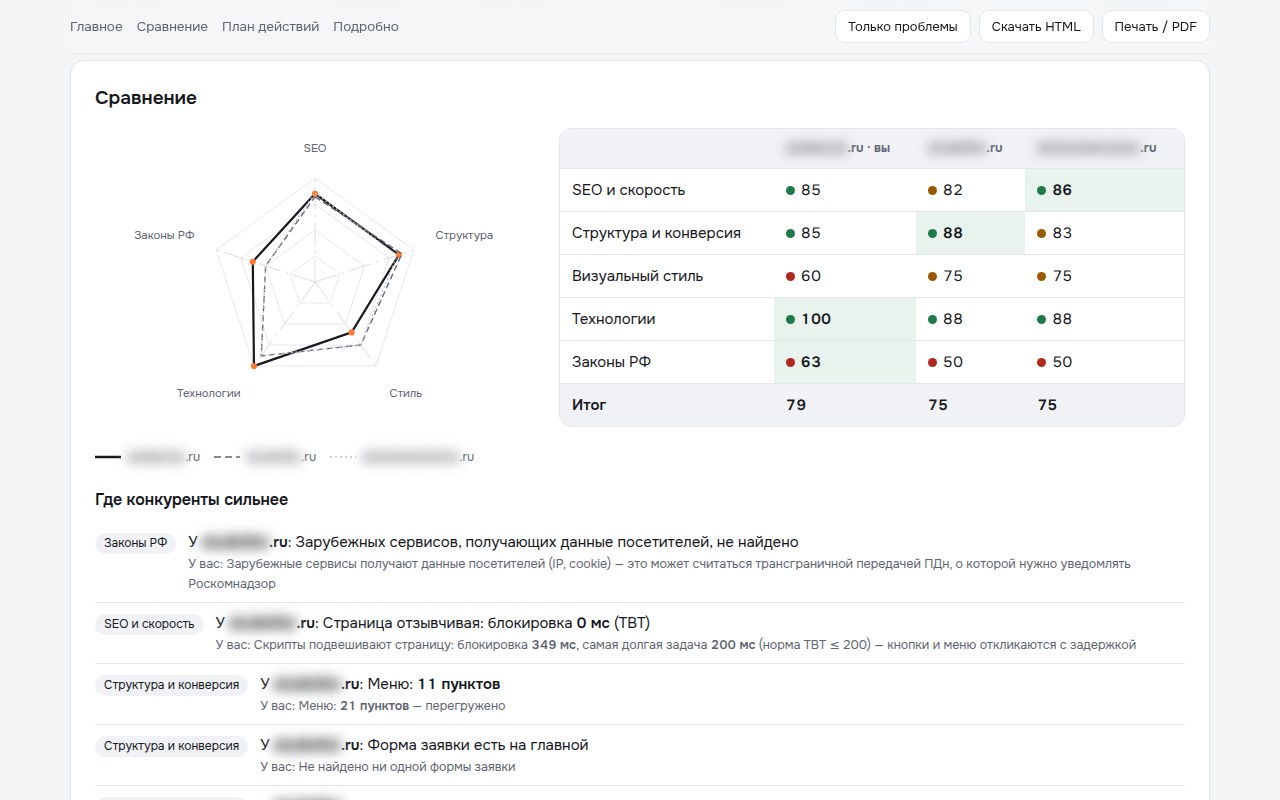 Главное Сравнение План действий Подробно Только проблемы Скачать HTML Печать / PDF
Сравнение
SEO
Законы РФ
Структура
Технологии
Стиль
.ru · вы .ru .ru
SEO и скорость 85 82 86
Структура и конверсия 85 88 83
Визуальный стиль 60 75 75
Технологии 100 88 88
Законы РФ 63 50 50
Итог 79 75 75
.ru .ru .ru
Где конкуренты сильнее
Законы РФ У .ru: Зарубежных сервисов, получающих данные посетителей, не найдено
У вас: Зарубежные сервисы получают данные посетителей (IP, cookie) — это может считаться трансграничной передачей ПДн, о которой нужно уведомлять
Роскомнадзор
SEO и скорость У .ru: Страница отзывчивая: блокировка 0 мс (TBT)
У вас: Скрипты подвешивают страницу: блокировка 349 мс, самая долгая задача 200 мс (норма TBT ≤ 200) — кнопки и меню откликаются с задержкой
Структура и конверсия У .ru: Меню: 11 пунктов
У вас: Меню: 21 пунктов — перегружено
Структура и конверсия У .ru: Форма заявки есть на главной
У вас: Не найдено ни одной формы заявки